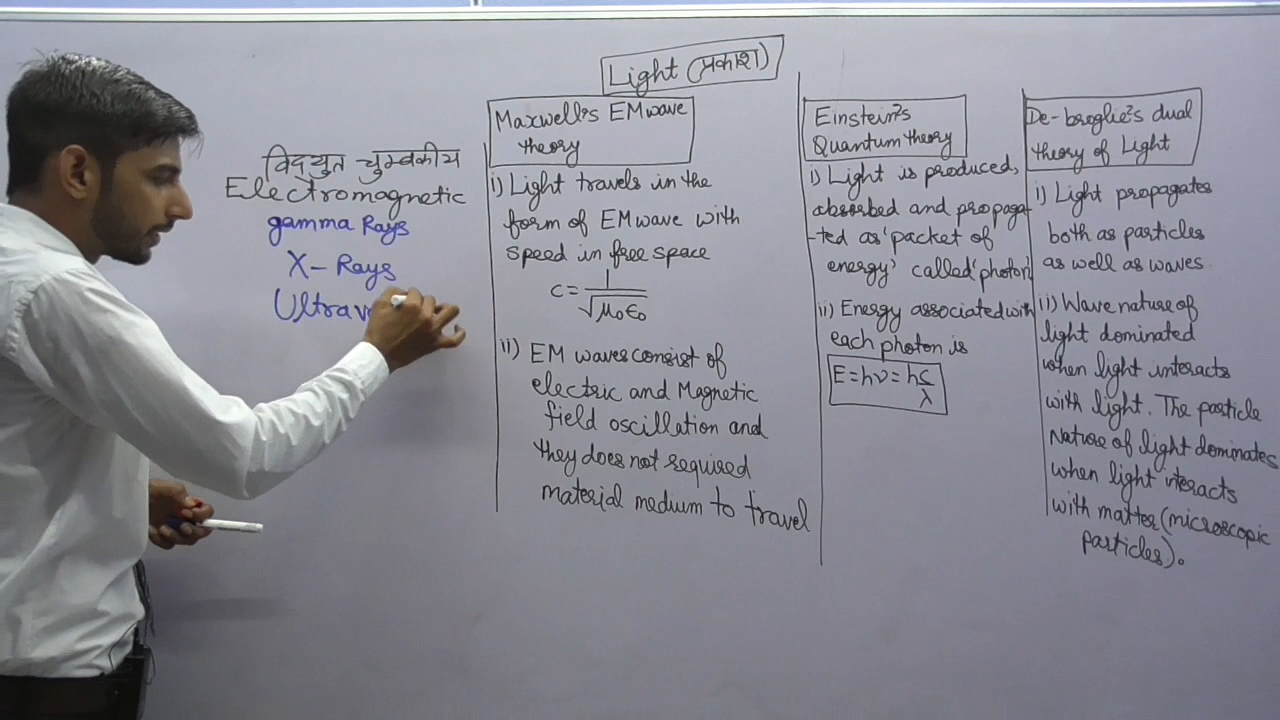 Light (प्रकाश)
विद्युत चुम्बकीय
Electromagnetic
gamma Rays
X- Rays
Maxwell's EM wave
theory
i) Light travels in the
form of EM wave with
speed in free space
c = 1/√μ₀ε₀
ii) EM waves consist of
electric and Magnetic
field oscillation and
they does not required
material medium to travel
Einstein's
Quantum theory
i) Light is produced,
absorbed and propaga-
-ted as 'packet of
energy' called 'photon'
ii) Energy associated with
each photon is
E = hν = hc/λ
De-broglie's dual
theory of Light
i) Light propagates
both as particles
as well as waves.
ii) Wave nature of
light dominated
when light interacts
with light. The particle
Nature of light dominates
when light interacts
with matter (microscopic
particles).